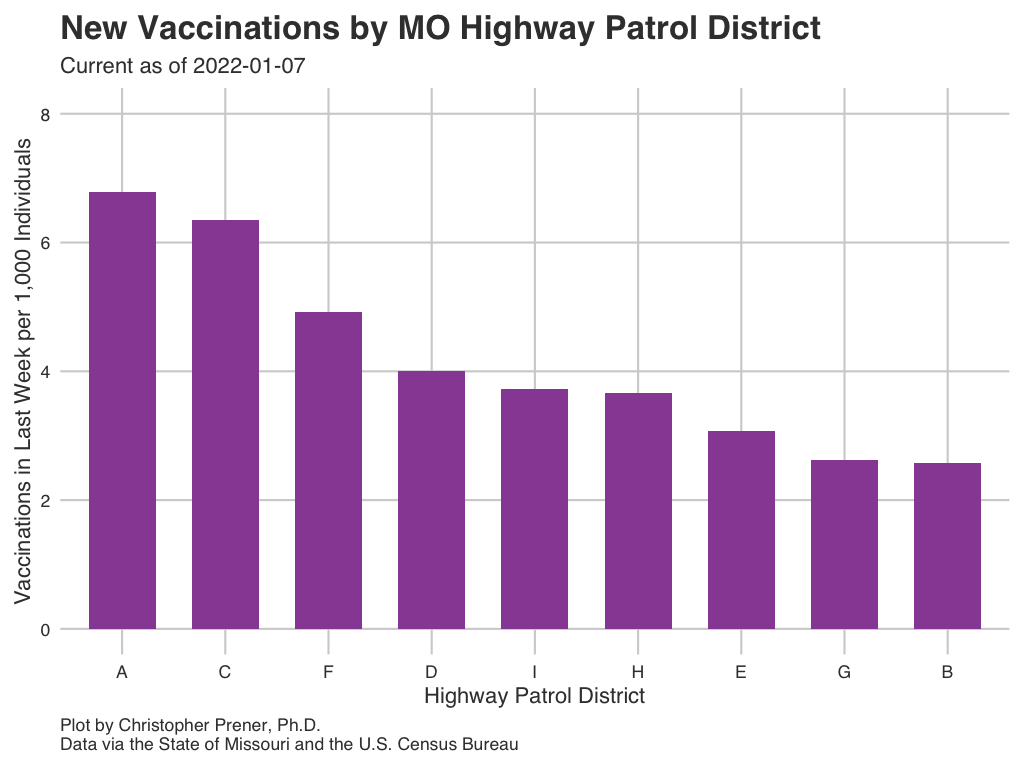 New Vaccinations by MO Highway Patrol District
Current as of 2022-01-07
Vaccinations in Last Week per 1,000 Individuals
8
6
4
2
0
A C F D I H E G B
Highway Patrol District
Plot by Christopher Prener, Ph.D.
Data via the State of Missouri and the U.S. Census Bureau